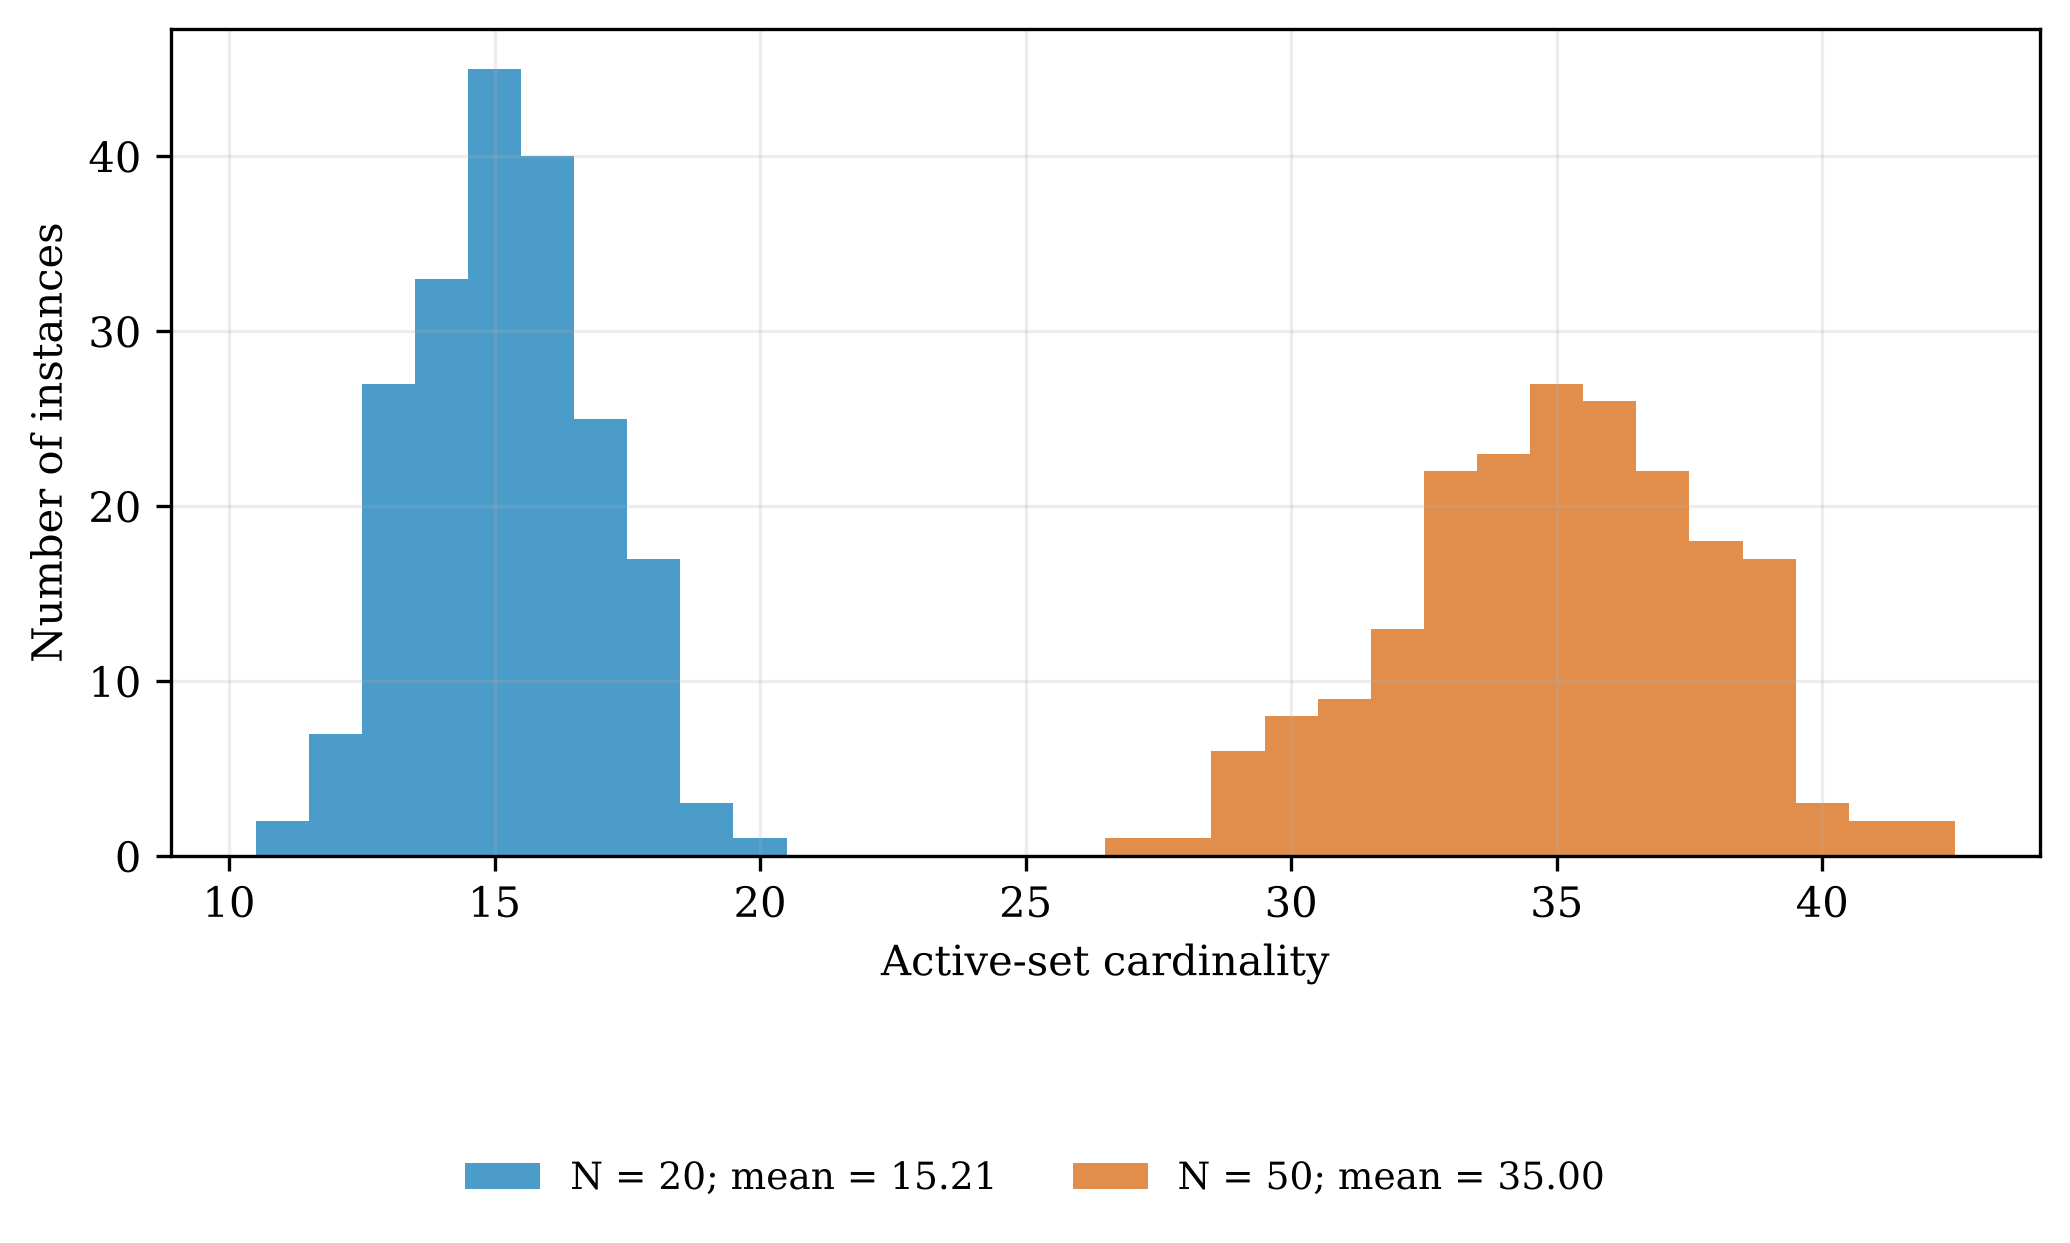 Number of instances
40
30
20
10
0
10 15 20 25 30 35 40
Active-set cardinality
N = 20; mean = 15.21
N = 50; mean = 35.00